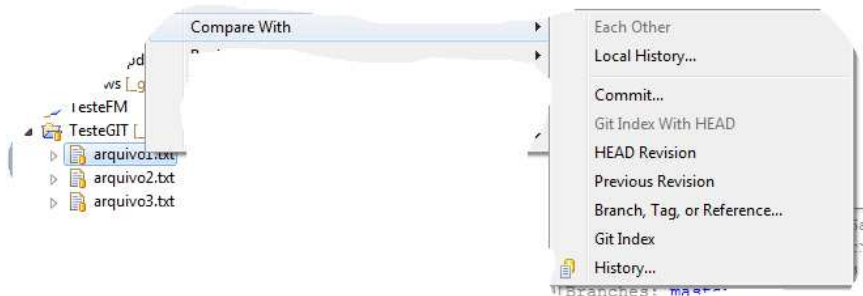 Compare With
Each Other
Local History...
Commit...
Git Index With HEAD
HEAD Revision
Previous Revision
Branch, Tag, or Reference...
Git Index
History...
TesteFM
TesteGIT [
arquivo1.txt
arquivo2.txt
arquivo3.txt
Branches: master